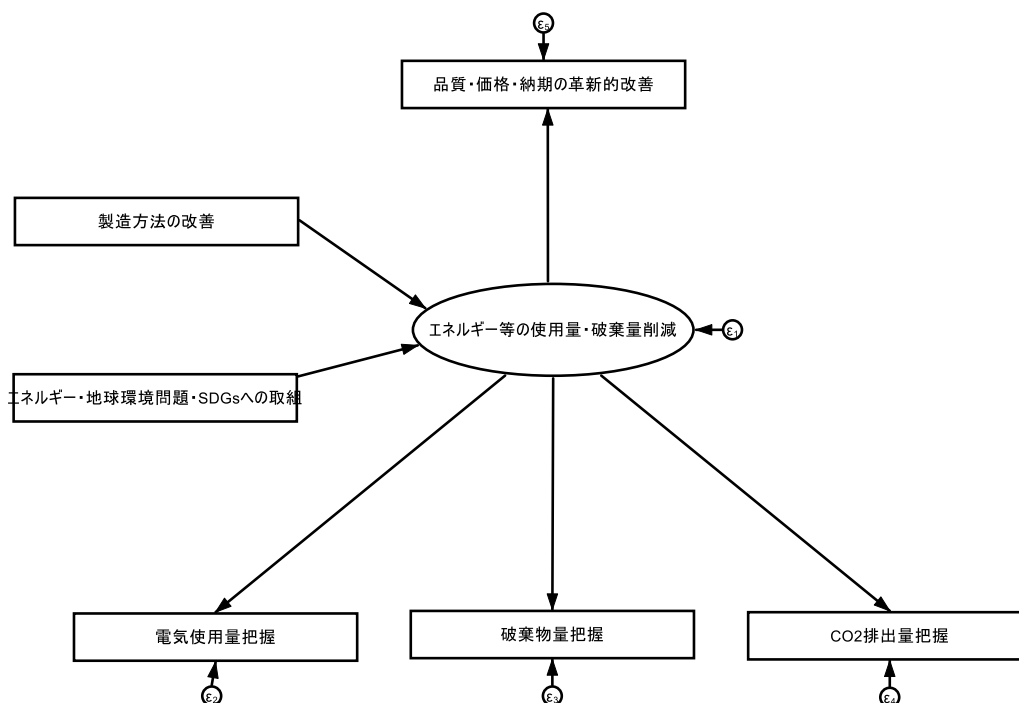 ε5
品質・価格・納期の革新的改善
製造方法の改善
エネルギー等の使用量・破棄量削減
ε1
エネルギー・地球環境問題・SDGsへの取組
電気使用量把握
破棄物量把握
CO2排出量把握
ε2
ε3
ε4